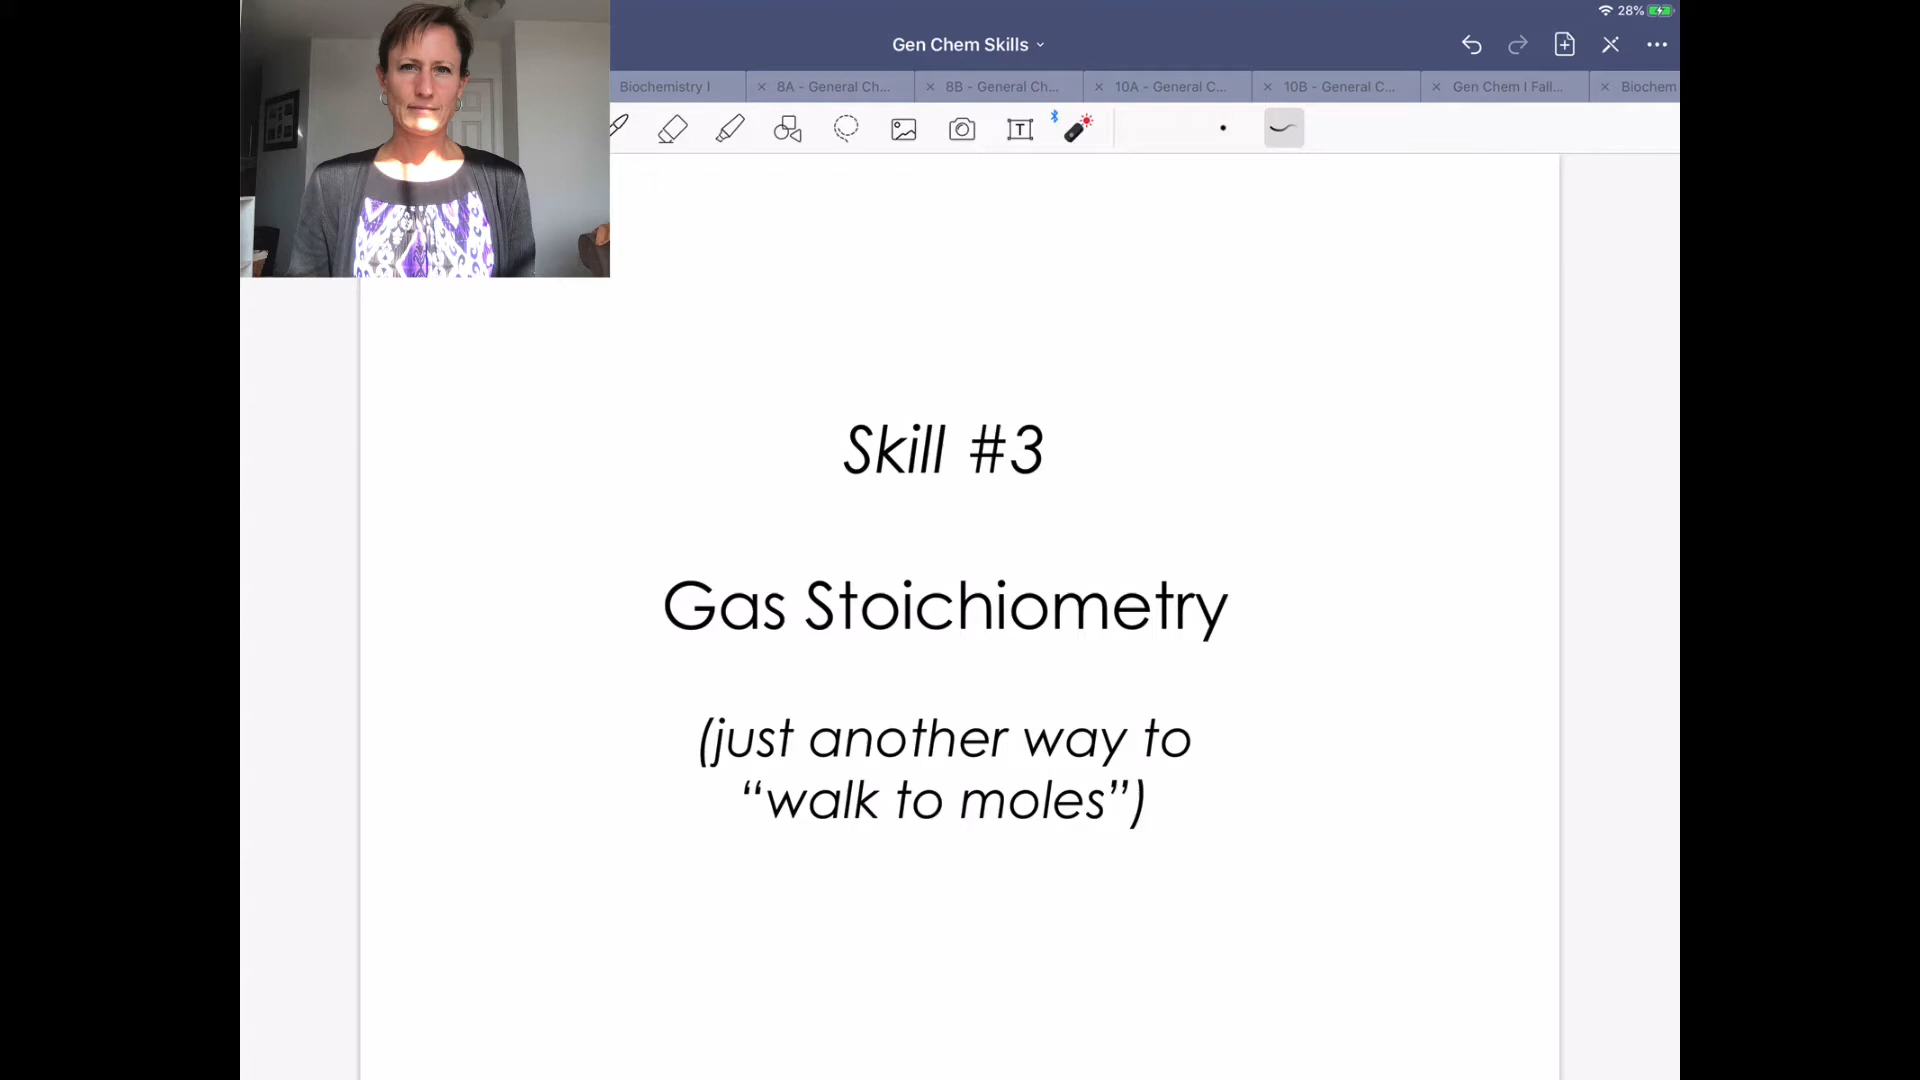 28%
Gen Chem Skills
Biochemistry I
8A - General Ch...
8B - General Ch...
10A - General C...
10B - General C...
Gen Chem I Fall...
Biochem
T
Skill #3
Gas Stoichiometry
(just another way to
“walk to moles”)